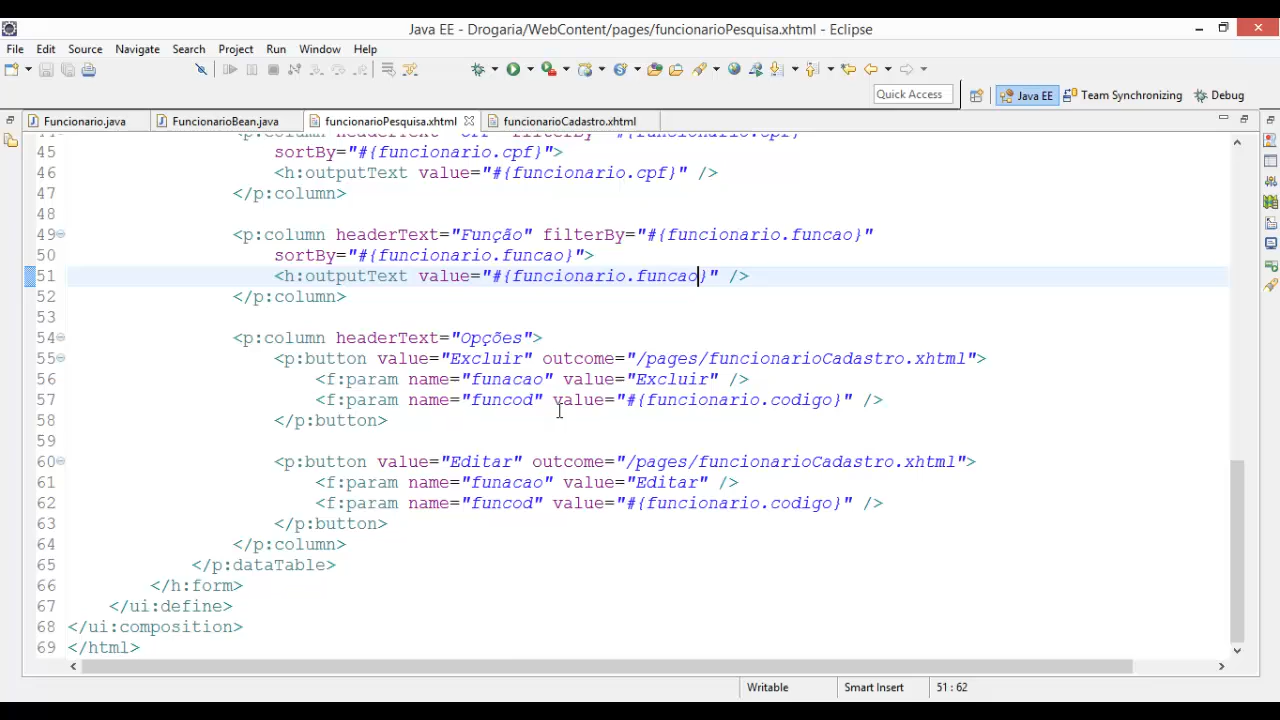 Java EE - Drogaria/WebContent/pages/funcionarioPesquisa.xhtml - Eclipse
File Edit Source Navigate Search Project Run Window Help
Quick Access Java EE Team Synchronizing Debug
Funcionario.java FuncionarioBean.java funcionarioPesquisa.xhtml funcionarioCadastro.xhtml
45 sortBy="#{funcionario.cpf}">
46 <h:outputText value="#{funcionario.cpf}" />
47 </p:column>
48
49 <p:column headerText="Função" filterBy="#{funcionario.funcao}"
50 sortBy="#{funcionario.funcao}">
51 <h:outputText value="#{funcionario.funcao}" />
52 </p:column>
53
54 <p:column headerText="Opções">
55 <p:button value="Excluir" outcome="/pages/funcionarioCadastro.xhtml">
56 <f:param name="funacao" value="Excluir" />
57 <f:param name="funcod" value="#{funcionario.codigo}" />
58 </p:button>
59
60 <p:button value="Editar" outcome="/pages/funcionarioCadastro.xhtml">
61 <f:param name="funacao" value="Editar" />
62 <f:param name="funcod" value="#{funcionario.codigo}" />
63 </p:button>
64 </p:column>
65 </p:dataTable>
66 </h:form>
67 </ui:define>
68 </ui:composition>
69 </html>
Writable Smart Insert 51 : 62